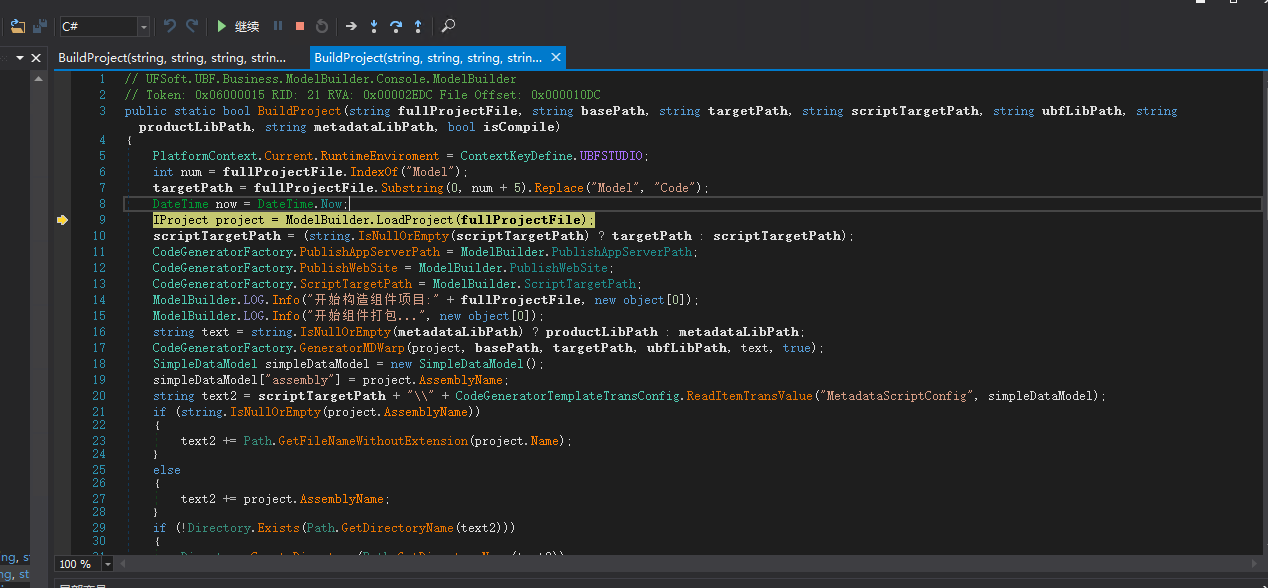 C# 继续
BuildProject(string, string, string, strin... BuildProject(string, string, string, strin...
1 // UFSoft.UBF.Business.ModelBuilder.Console.ModelBuilder
2 // Token: 0x06000015 RID: 21 RVA: 0x00002EDC File Offset: 0x000010DC
3 public static bool BuildProject(string fullProjectFile, string basePath, string targetPath, string scriptTargetPath, string ubfLibPath, string
productLibPath, string metadataLibPath, bool isCompile)
4 {
5 PlatformContext.Current.RuntimeEnviroment = ContextKeyDefine.UBFSTUDIO;
6 int num = fullProjectFile.IndexOf("Model");
7 targetPath = fullProjectFile.Substring(0, num + 5).Replace("Model", "Code");
8 DateTime now = DateTime.Now;
9 IProject project = ModelBuilder.LoadProject(fullProjectFile);
10 scriptTargetPath = (string.IsNullOrEmpty(scriptTargetPath) ? targetPath : scriptTargetPath);
11 CodeGeneratorFactory.PublishAppServerPath = ModelBuilder.PublishAppServerPath;
12 CodeGeneratorFactory.PublishWebSite = ModelBuilder.PublishWebSite;
13 CodeGeneratorFactory.ScriptTargetPath = ModelBuilder.ScriptTargetPath;
14 ModelBuilder.LOG.Info("开始构造组件项目:" + fullProjectFile, new object[0]);
15 ModelBuilder.LOG.Info("开始组件打包...", new object[0]);
16 string text = string.IsNullOrEmpty(metadataLibPath) ? productLibPath : metadataLibPath;
17 CodeGeneratorFactory.GeneratorMDWarp(project, basePath, targetPath, ubfLibPath, text, true);
18 SimpleDataModel simpleDataModel = new SimpleDataModel();
19 simpleDataModel["assembly"] = project.AssemblyName;
20 string text2 = scriptTargetPath + "\\" + CodeGeneratorTemplateTransConfig.ReadItemTransValue("MetadataScriptConfig", simpleDataModel);
21 if (string.IsNullOrEmpty(project.AssemblyName))
22 {
23 text2 += Path.GetFileNameWithoutExtension(project.Name);
24 }
25 else
26 {
27 text2 += project.AssemblyName;
28 }
29 if (!Directory.Exists(Path.GetDirectoryName(text2)))
30 {
100 %